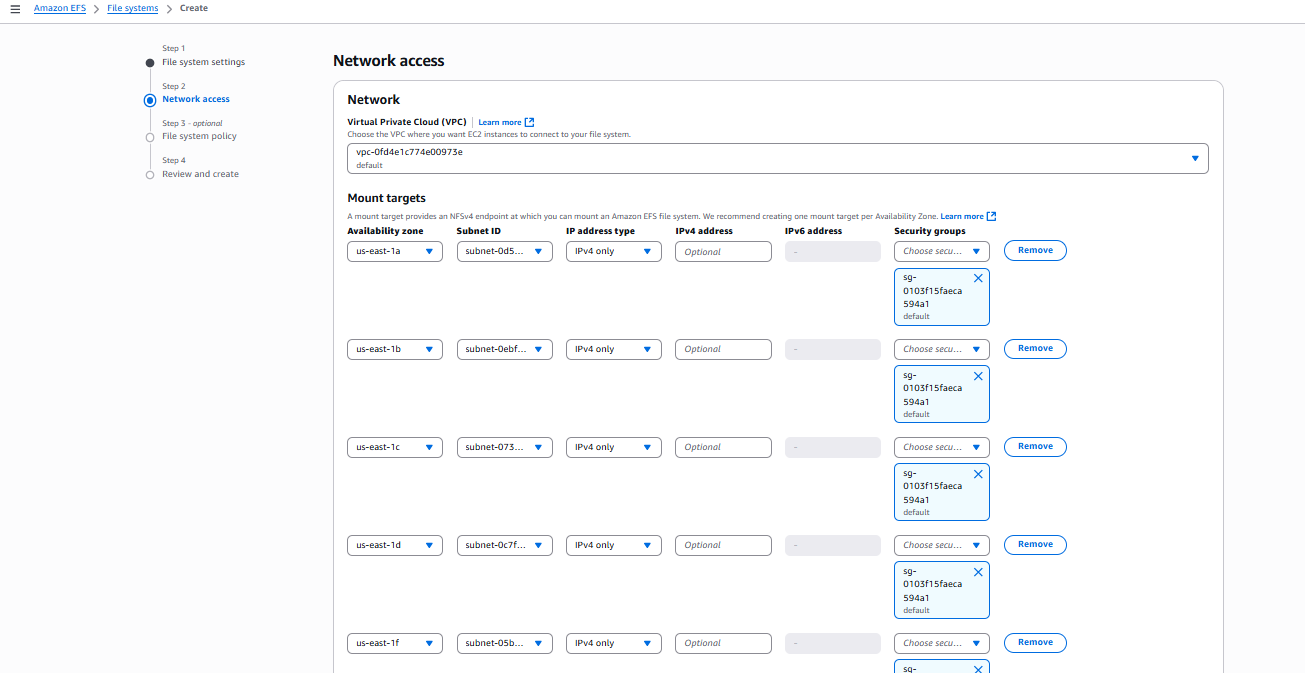 Amazon EFS > File systems > Create
Step 1
File system settings
Step 2
Network access
Step 3 - optional
File system policy
Step 4
Review and create
Network access
Network
Virtual Private Cloud (VPC) | Learn more
Choose the VPC where you want EC2 instances to connect to your file system.
vpc-0fd4e1c774e00973e
default
Mount targets
A mount target provides an NFSv4 endpoint at which you can mount an Amazon EFS file system. We recommend creating one mount target per Availability Zone. Learn more
Availability zone Subnet ID IP address type IPv4 address IPv6 address Security groups
us-east-1a subnet-0d5... IPv4 only Optional - Choose secu... Remove
sg-
0103f15faeca
594a1
default
us-east-1b subnet-0ebf... IPv4 only Optional - Choose secu... Remove
sg-
0103f15faeca
594a1
default
us-east-1c subnet-073... IPv4 only Optional - Choose secu... Remove
sg-
0103f15faeca
594a1
default
us-east-1d subnet-0c7f... IPv4 only Optional - Choose secu... Remove
sg-
0103f15faeca
594a1
default
us-east-1f subnet-05b... IPv4 only Optional - Choose secu... Remove
sg-